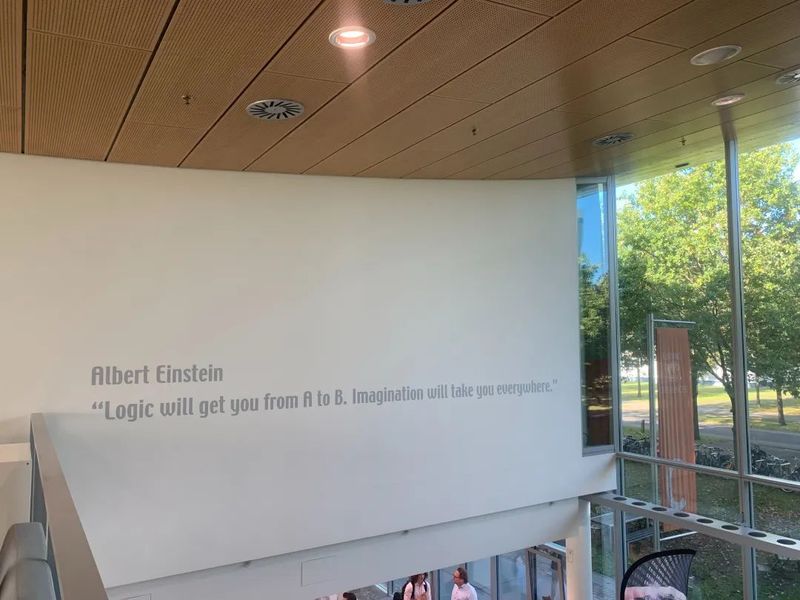 Albert Einstein
“Logic will get you from A to B. Imagination will take you everywhere.”